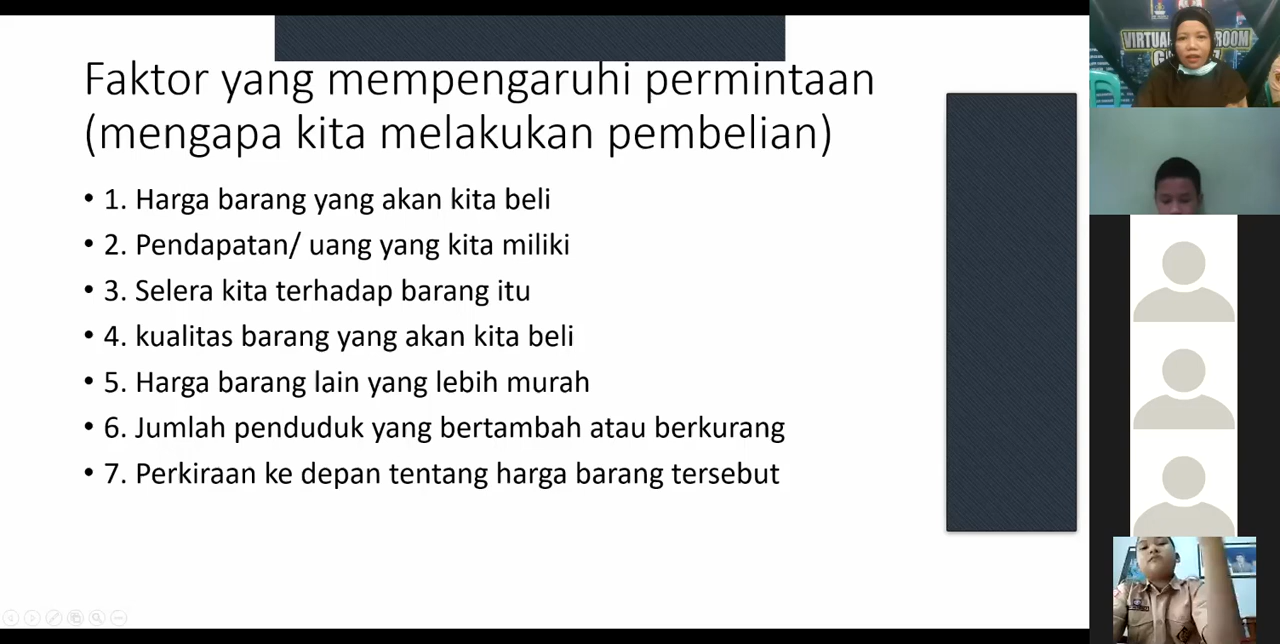 Faktor yang mempengaruhi permintaan
(mengapa kita melakukan pembelian)
• 1. Harga barang yang akan kita beli
• 2. Pendapatan/ uang yang kita miliki
• 3. Selera kita terhadap barang itu
• 4. kualitas barang yang akan kita beli
• 5. Harga barang lain yang lebih murah
• 6. Jumlah penduduk yang bertambah atau berkurang
• 7. Perkiraan ke depan tentang harga barang tersebut